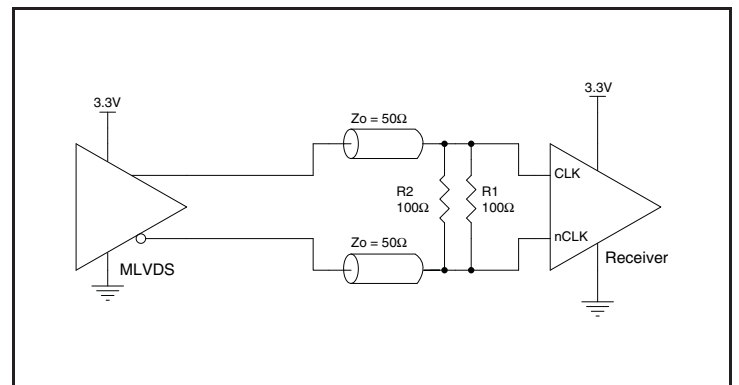 3.3V
3.3V
Zo = 50Ω
CLK
R2
100Ω
R1
100Ω
nCLK
Zo = 50Ω
MLVDS
Receiver